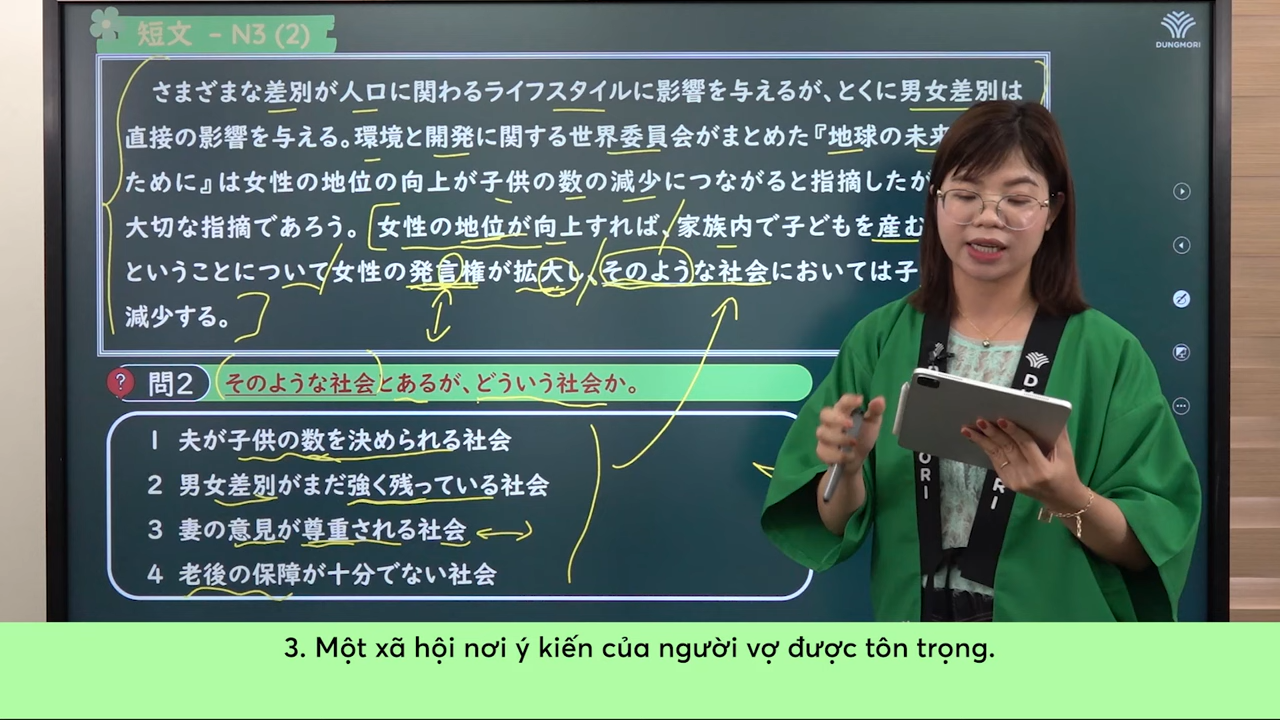 短文 - N3 (2)
DUNGMORI
さまざまな差別が人口に関わるライフスタイルに影響を与えるが、とくに男女差別は
直接の影響を与える。環境と開発に関する世界委員会がまとめた『地球の未来
ために』は女性の地位の向上が子供の数の減少につながると指摘したが
大切な指摘であろう。女性の地位が向上すれば、家族内で子どもを産む
ということについて女性の発言権が拡大し、そのような社会においては子
減少する。
? 問2 そのような社会とあるが、どういう社会か。
1 夫が子供の数を決められる社会
2 男女差別がまだ強く残っている社会
3 妻の意見が尊重される社会
4 老後の保障が十分でない社会
3. Một xã hội nơi ý kiến của người vợ được tôn trọng.